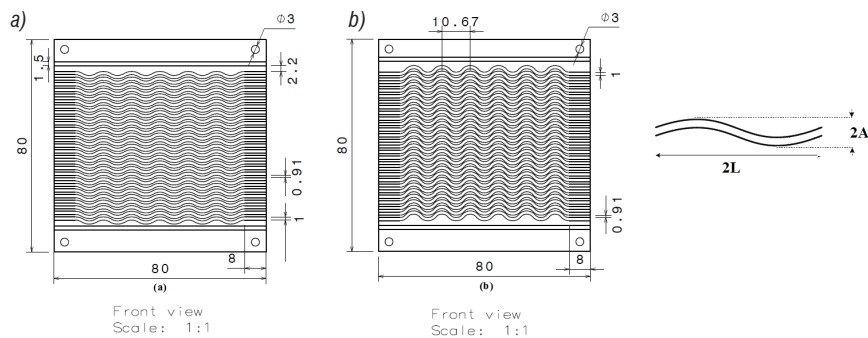 a)
Φ3
1.5
2.2
80
0.91
1
8
80
(a)
Front view
Scale: 1:1
b)
10.67
Φ3
1
80
0.91
8
80
(b)
Front view
Scale: 1:1
2A
2L